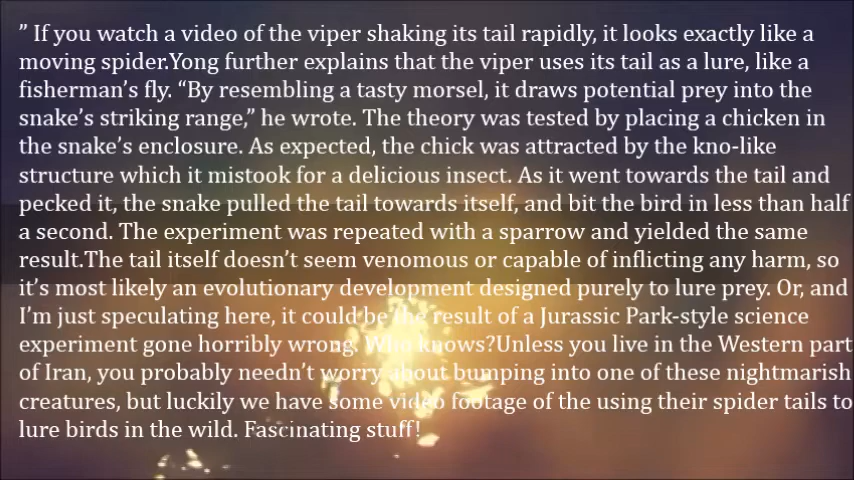 ” If you watch a video of the viper shaking its tail rapidly, it looks exactly like a
moving spider.Yong further explains that the viper uses its tail as a lure, like a
fisherman’s fly. “By resembling a tasty morsel, it draws potential prey into the
snake’s striking range,” he wrote. The theory was tested by placing a chicken in
the snake’s enclosure. As expected, the chick was attracted by the kno-like
structure which it mistook for a delicious insect. As it went towards the tail and
pecked it, the snake pulled the tail towards itself, and bit the bird in less than half
a second. The experiment was repeated with a sparrow and yielded the same
result.The tail itself doesn’t seem venomous or capable of inflicting any harm, so
it’s most likely an evolutionary development designed purely to lure prey. Or, and
I’m just speculating here, it could be the result of a Jurassic Park-style science
experiment gone horribly wrong. Who knows?Unless you live in the Western part
of Iran, you probably needn’t worry about bumping into one of these nightmarish
creatures, but luckily we have some video footage of the using their spider tails to
lure birds in the wild. Fascinating stuff!